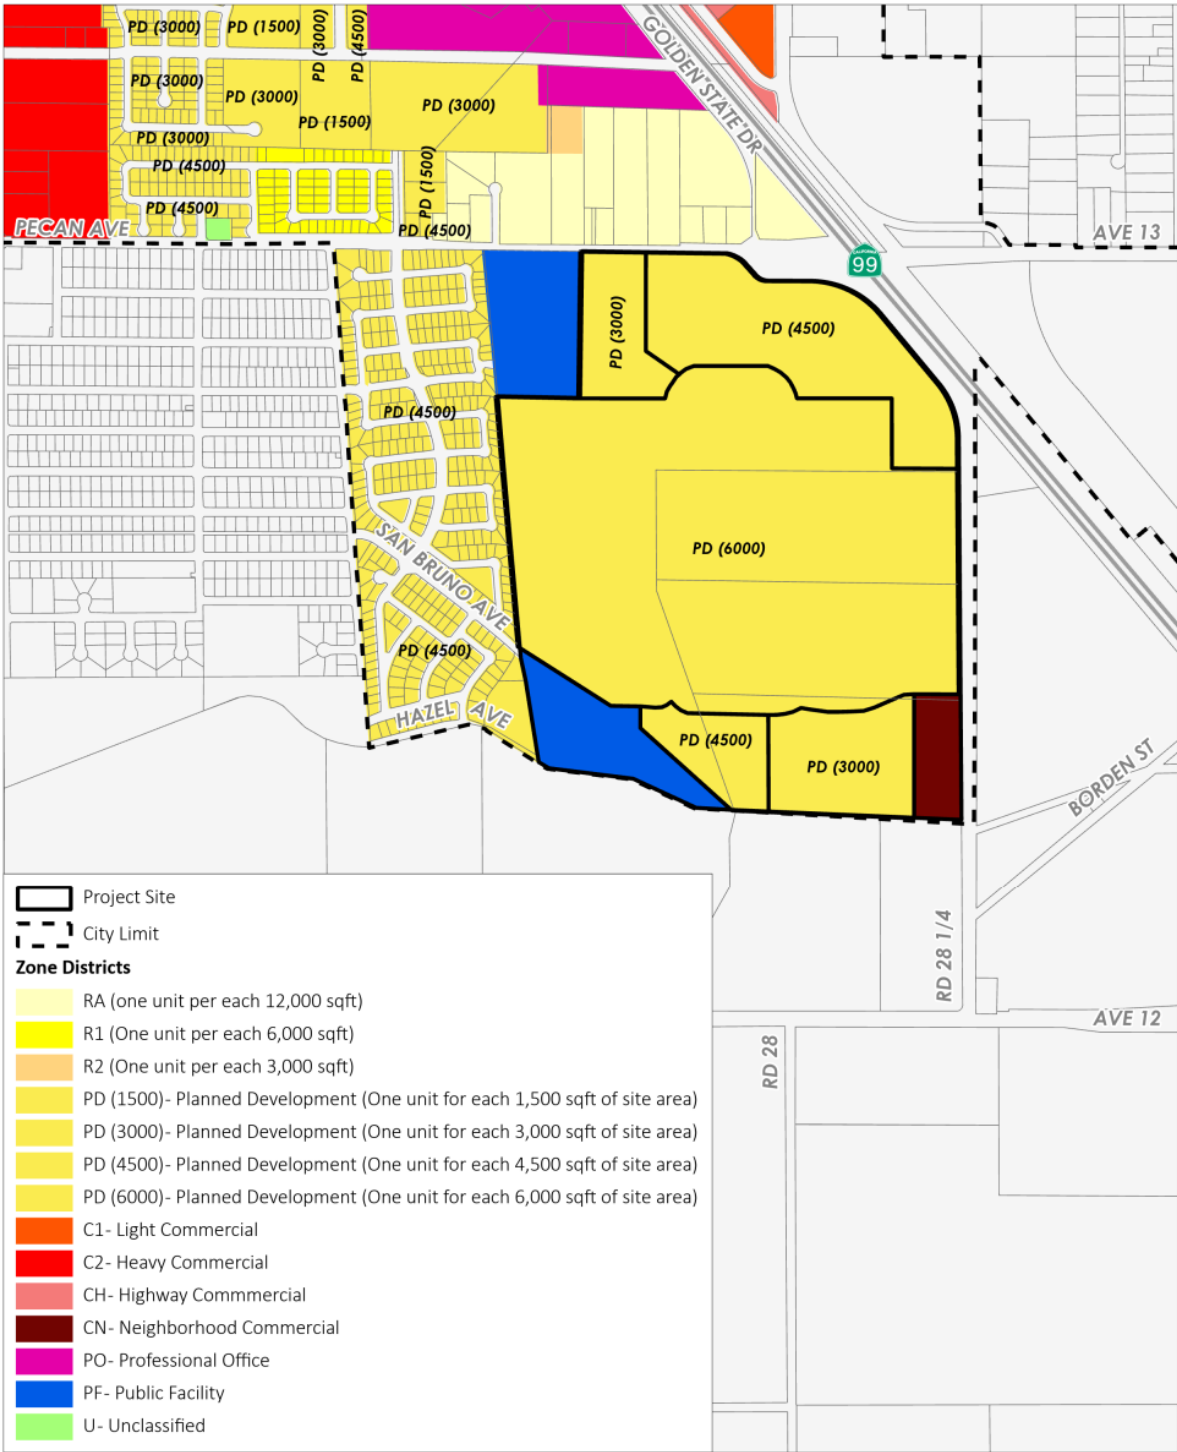 PD (3000)
PD (1500)
PD (3000)
PD (4500)
GOLDEN STATE DR
PD (3000)
PD (3000)
PD (3000)
PD (1500)
PD (3000)
PD (4500)
PD (1500)
PD (4500)
PECAN AVE
PD (4500)
AVE 13
CALIFORNIA
99
PD (3000)
PD (4500)
PD (4500)
SAN BRUNO AVE
PD (6000)
PD (4500)
HAZEL AVE
PD (4500)
PD (3000)
BORDEN ST
RD 28 1/4
AVE 12
RD 28
Project Site
City Limit
Zone Districts
RA (one unit per each 12,000 sqft)
R1 (One unit per each 6,000 sqft)
R2 (One unit per each 3,000 sqft)
PD (1500)- Planned Development (One unit for each 1,500 sqft of site area)
PD (3000)- Planned Development (One unit for each 3,000 sqft of site area)
PD (4500)- Planned Development (One unit for each 4,500 sqft of site area)
PD (6000)- Planned Development (One unit for each 6,000 sqft of site area)
C1- Light Commercial
C2- Heavy Commercial
CH- Highway Commmercial
CN- Neighborhood Commercial
PO- Professional Office
PF- Public Facility
U- Unclassified